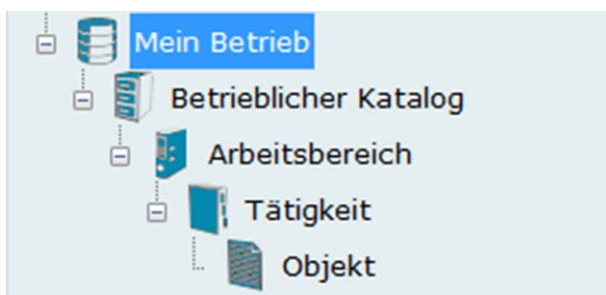 Mein Betrieb
Betrieblicher Katalog
Arbeitsbereich
Tätigkeit
Objekt